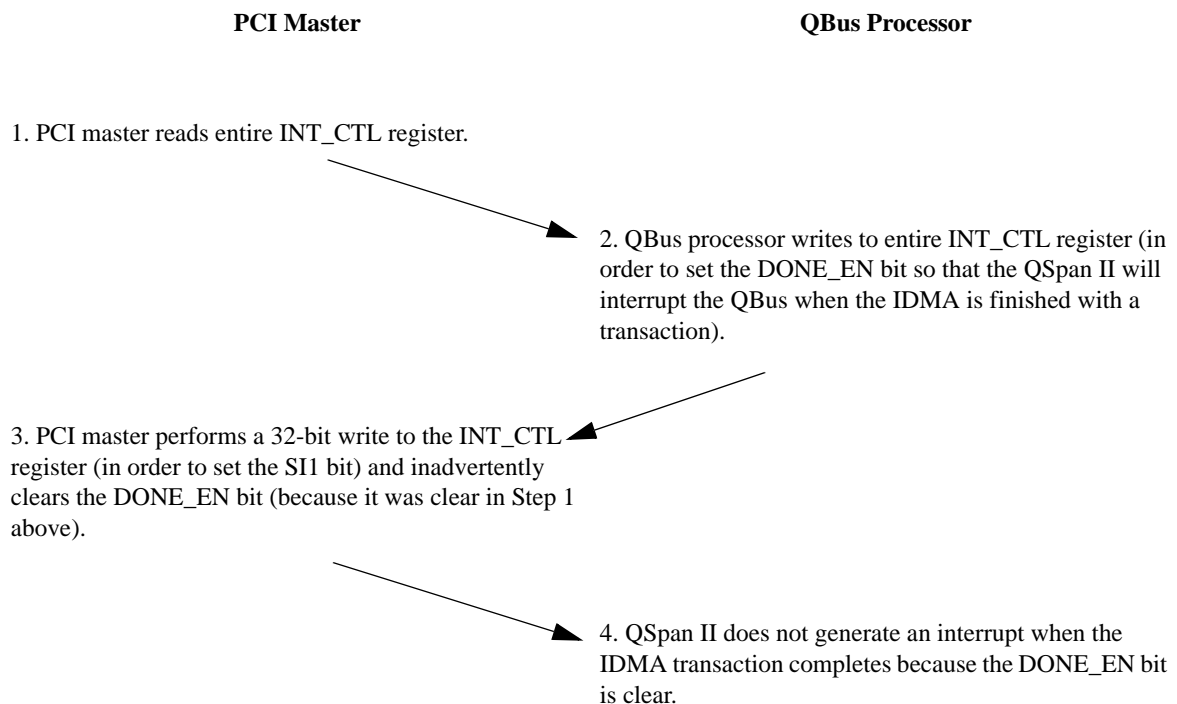 PCI Master
QBus Processor
1. PCI master reads entire INT_CTL register.
2. QBus processor writes to entire INT_CTL register (in
order to set the DONE_EN bit so that the QSpan II will
interrupt the QBus when the IDMA is finished with a
transaction).
3. PCI master performs a 32-bit write to the INT_CTL
register (in order to set the SI1 bit) and inadvertently
clears the DONE_EN bit (because it was clear in Step 1
above).
4. QSpan II does not generate an interrupt when the
IDMA transaction completes because the DONE_EN bit
is clear.